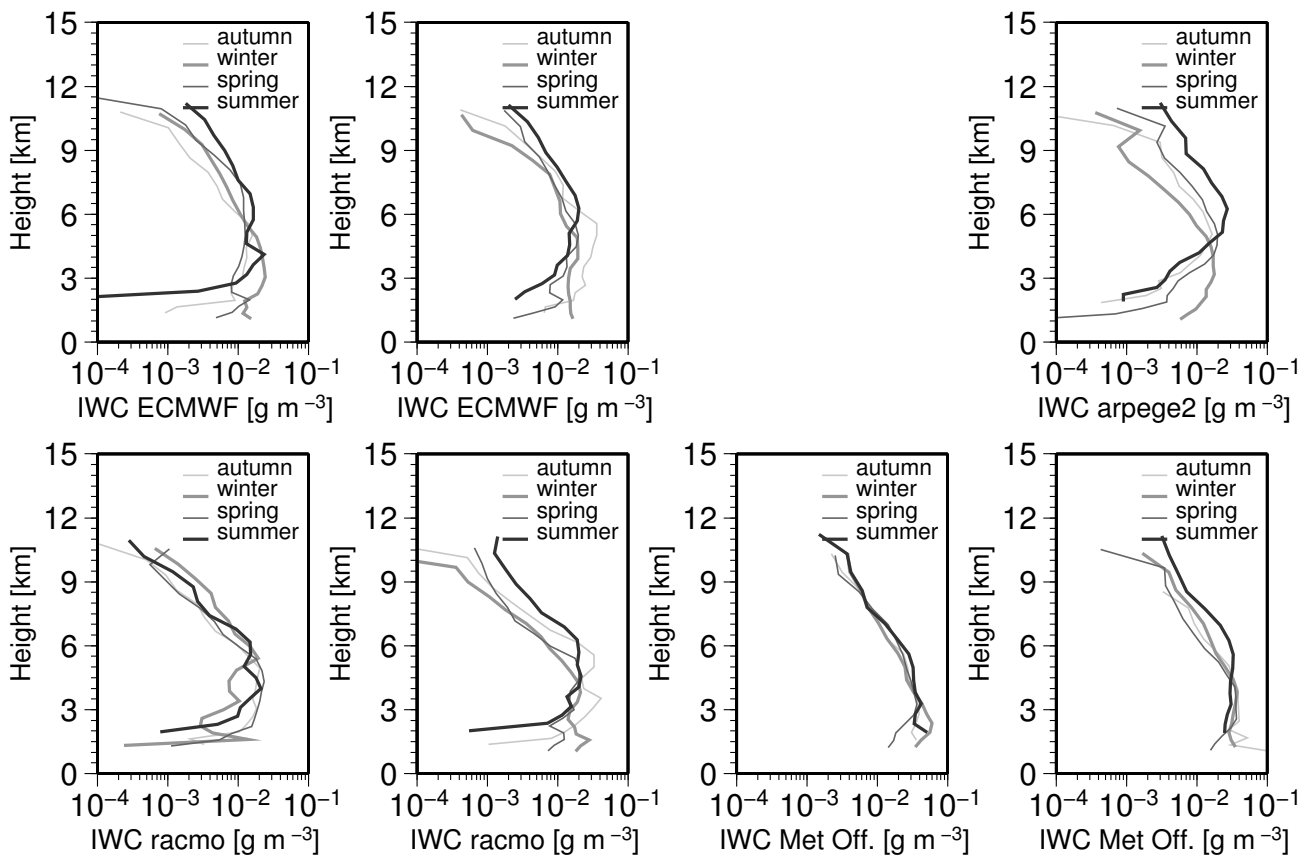 15
12
9
6
3
0
Height [km]
autumn
winter
spring
summer
10−4 10−3 10−2 10−1
IWC ECMWF [g m −3]
15
12
9
6
3
0
Height [km]
autumn
winter
spring
summer
10−4 10−3 10−2 10−1
IWC ECMWF [g m −3]
15
12
9
6
3
0
Height [km]
autumn
winter
spring
summer
10−4 10−3 10−2 10−1
IWC arpege2 [g m −3]
15
12
9
6
3
0
Height [km]
autumn
winter
spring
summer
10−4 10−3 10−2 10−1
IWC racmo [g m −3]
15
12
9
6
3
0
Height [km]
autumn
winter
spring
summer
10−4 10−3 10−2 10−1
IWC racmo [g m −3]
15
12
9
6
3
0
Height [km]
autumn
winter
spring
summer
10−4 10−3 10−2 10−1
IWC Met Off. [g m −3]
15
12
9
6
3
0
Height [km]
autumn
winter
spring
summer
10−4 10−3 10−2 10−1
IWC Met Off. [g m −3]